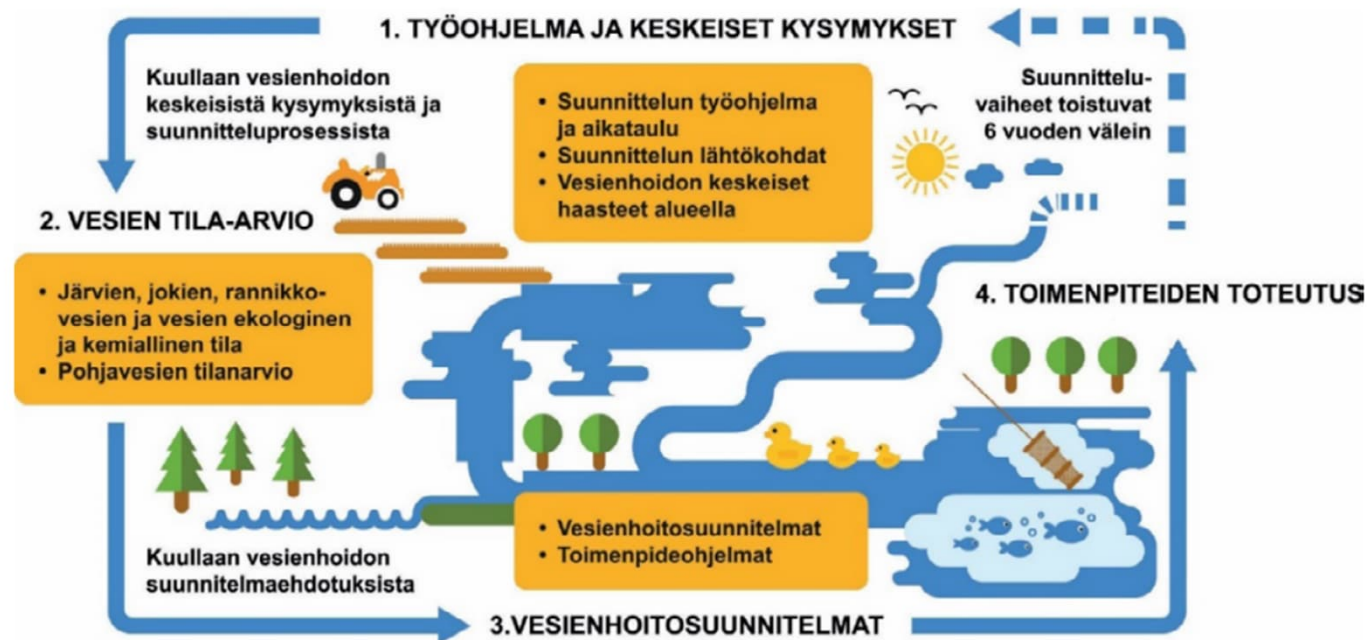 1. TYÖOHJELMA JA KESKEISET KYSYMYKSET
Kuullaan vesienhoidon
keskeisistä kysymyksistä ja
suunnitteluprosessista
• Suunnittelun työohjelma
ja aikataulu
• Suunnittelun lähtökohdat
• Vesienhoidon keskeiset
haasteet alueella
Suunnittelu-
vaiheet toistuvat
6 vuoden välein
2. VESIEN TILA-ARVIO
• Järvien, jokien, rannikko-
vesien ja vesien ekologinen
ja kemiallinen tila
• Pohjavesien tilanarvio
4. TOIMENPITEIDEN TOTEUTUS
Kuullaan vesienhoidon
suunnitelmaehdotuksista
• Vesienhoitosuunnitelmat
• Toimenpideohjelmat
3.VESIENHOITOSUUNNITELMAT